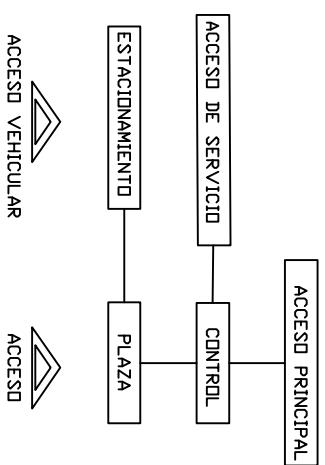 ACCESO PRINCIPAL
ACCESO DE SERVICIO
CONTROL
ESTACIONAMIENTO
PLAZA
ACCESO VEHICULAR
ACCESO